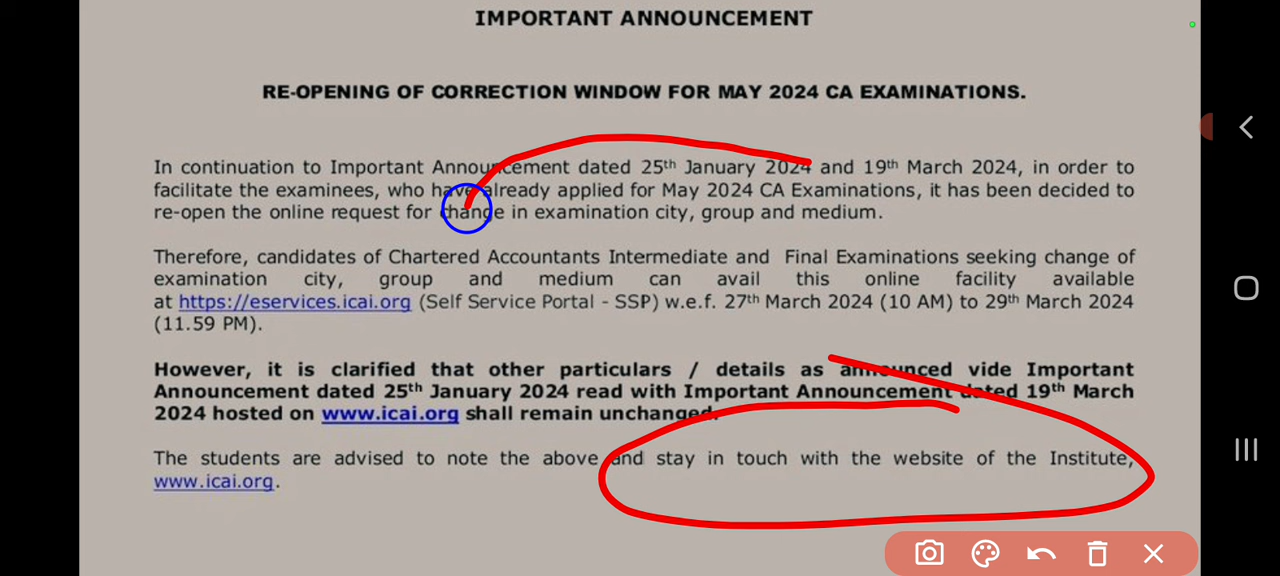 IMPORTANT ANNOUNCEMENT
RE-OPENING OF CORRECTION WINDOW FOR MAY 2024 CA EXAMINATIONS.
In continuation to Important Announcement dated 25th January 2024 and 19th March 2024, in order to
facilitate the examinees, who have already applied for May 2024 CA Examinations, it has been decided to
re-open the online request for change in examination city, group and medium.
Therefore, candidates of Chartered Accountants Intermediate and Final Examinations seeking change of
examination city, group and medium can avail this online facility available
at https://eservices.icai.org (Self Service Portal - SSP) w.e.f. 27th March 2024 (10 AM) to 29th March 2024
(11.59 PM).
However, it is clarified that other particulars / details as announced vide Important
Announcement dated 25th January 2024 read with Important Announcement dated 19th March
2024 hosted on www.icai.org shall remain unchanged.
The students are advised to note the above and stay in touch with the website of the Institute,
www.icai.org.